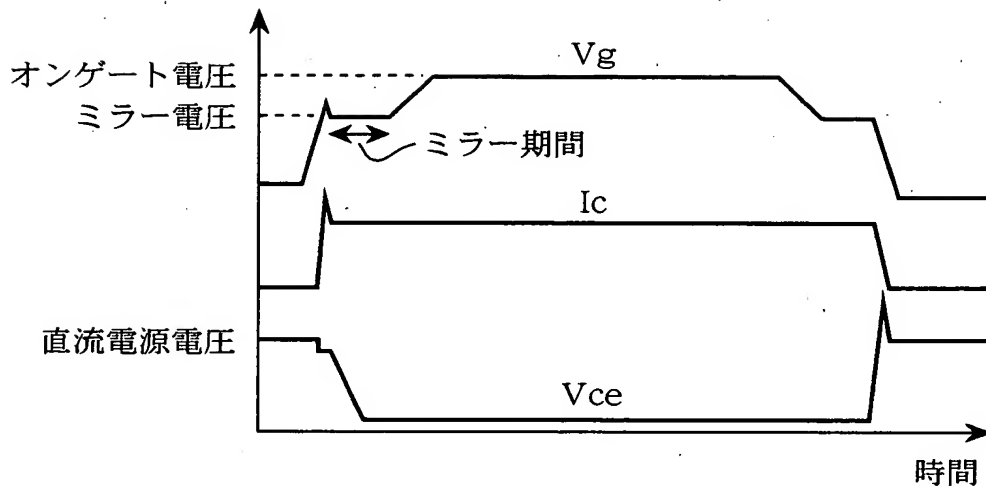 Vg
オンゲート電圧
ミラー電圧
ミラー期間
Ic
直流電源電圧
Vce
時間